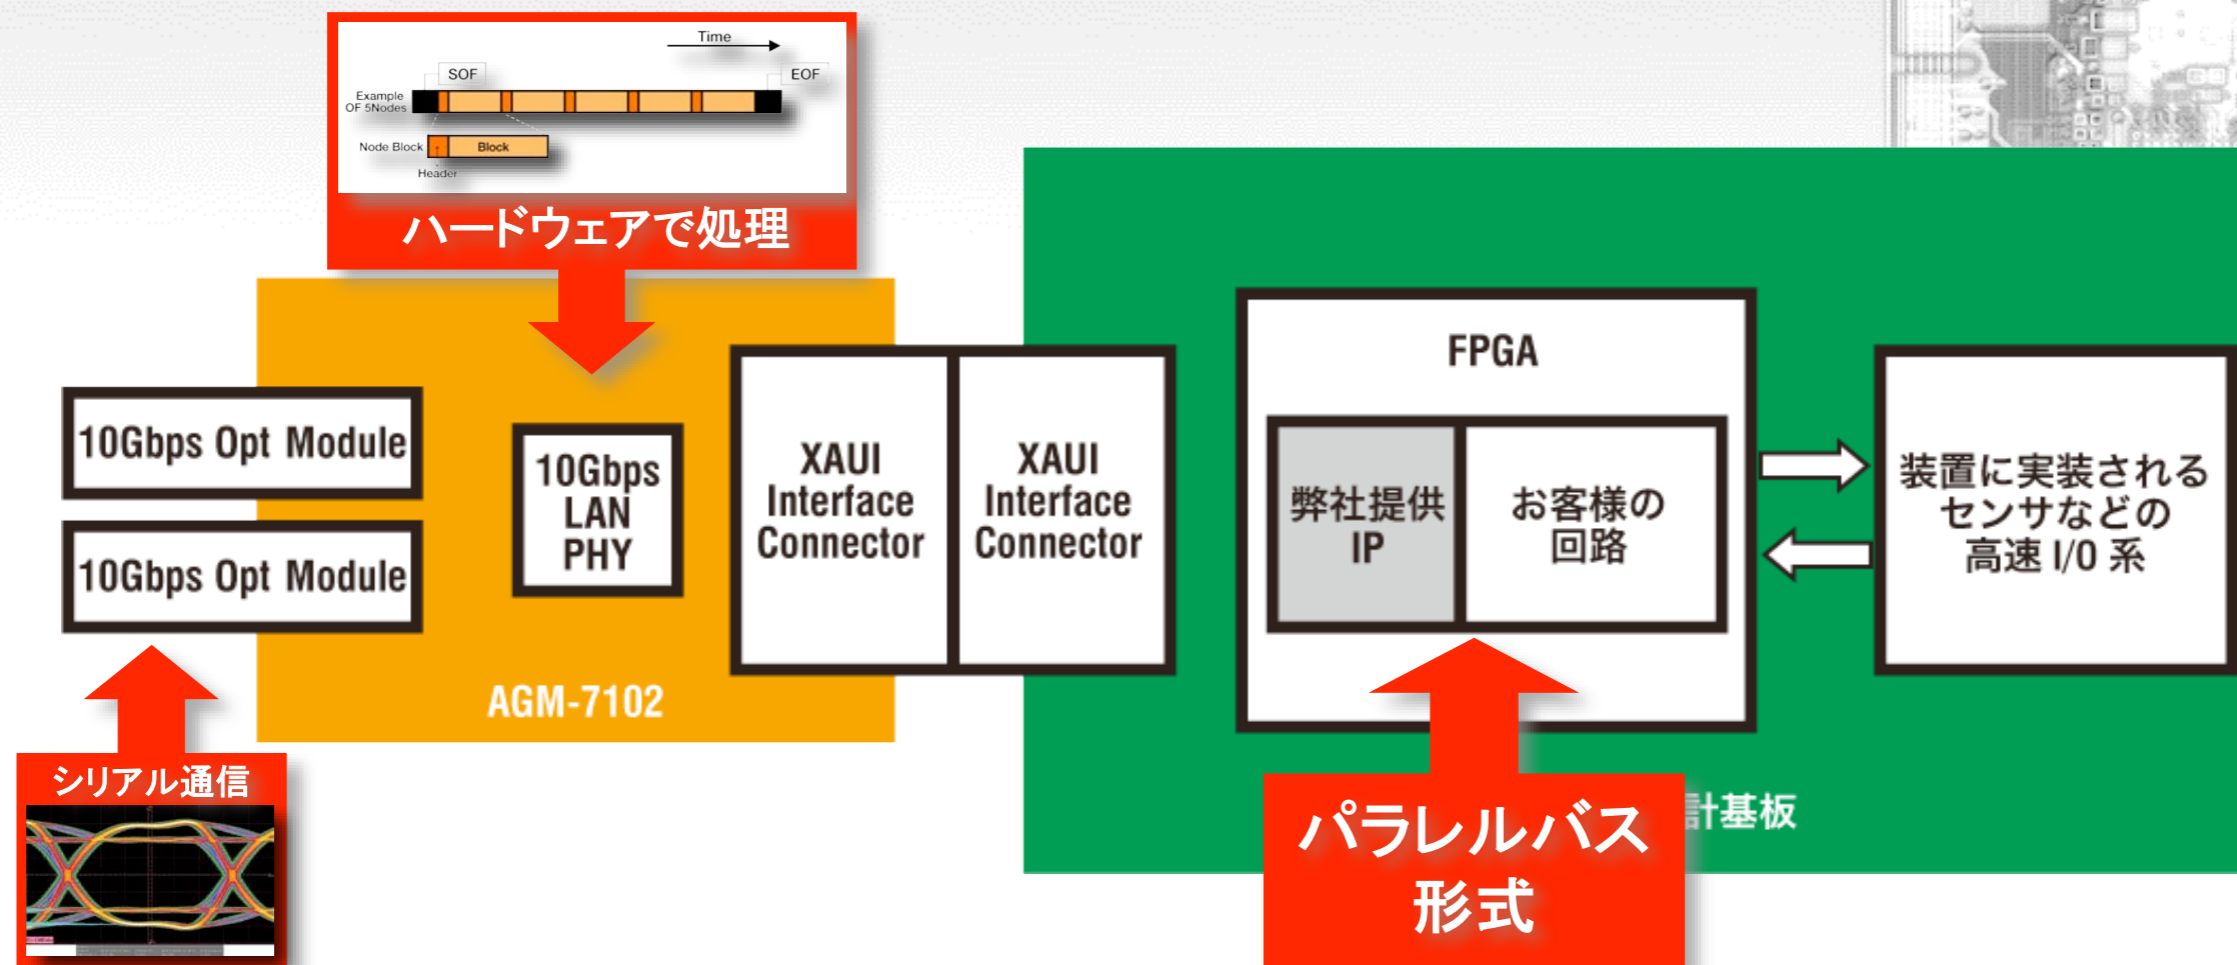 Time
SOF
EOF
Example
OF 5Nodes
Node Block
Block
Header
ハードウェアで処理
10Gbps Opt Module
10Gbps Opt Module
10Gbps
LAN
PHY
XAUI
Interface
Connector
XAUI
Interface
Connector
AGM-7102
FPGA
弊社提供
IP
お客様の
回路
装置に実装される
センサなどの
高速 I/O 系
シリアル通信
パラレルバス
形式
計基板